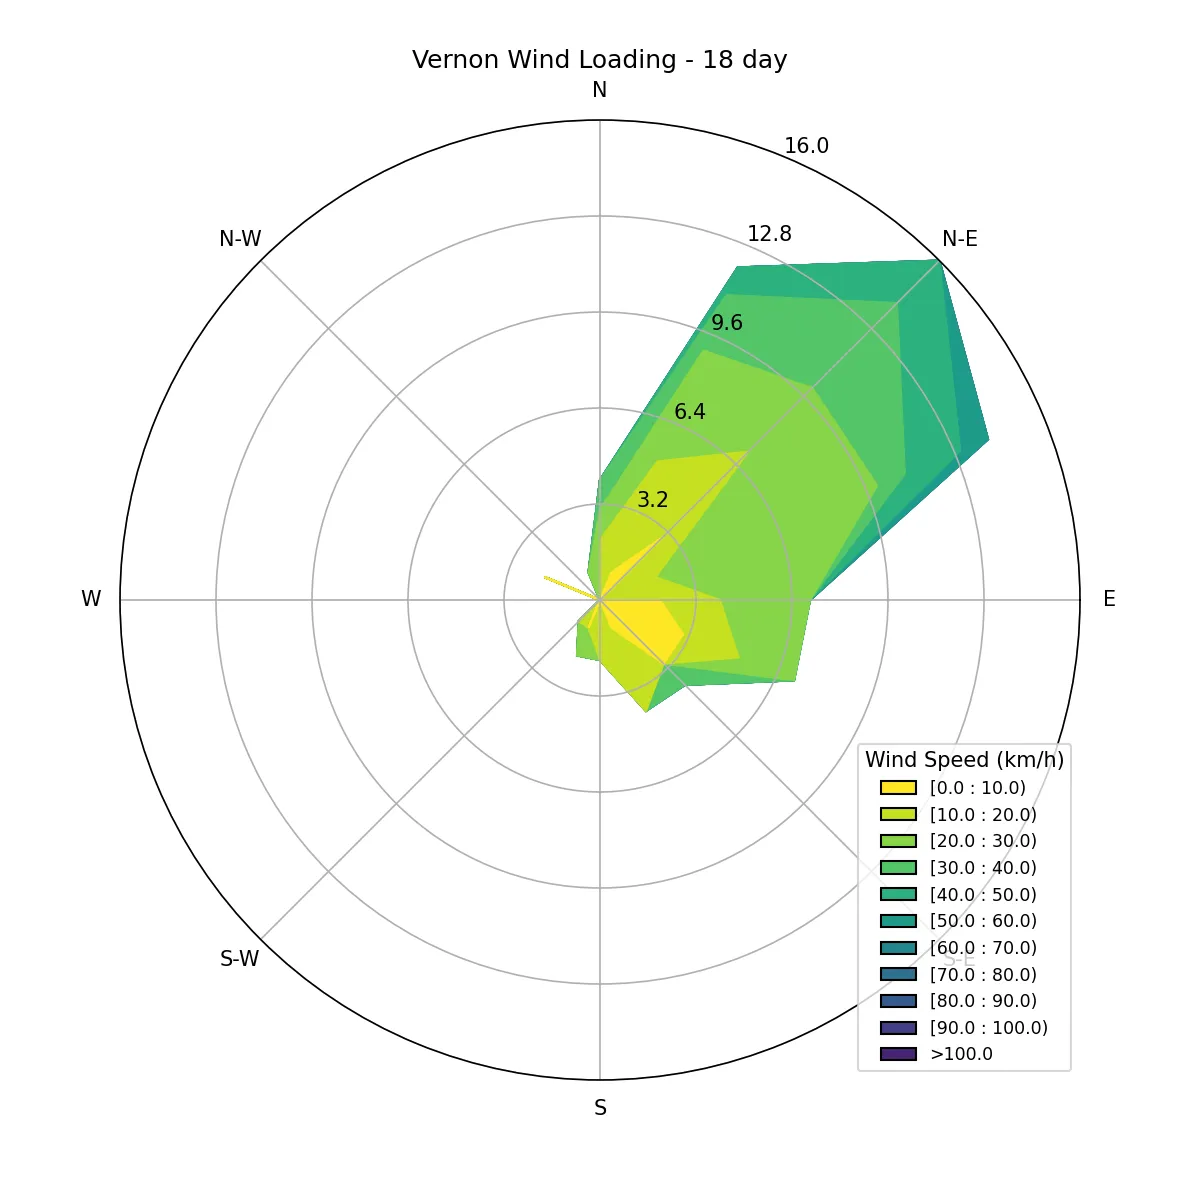 Vernon Wind Loading - 18 day
N
16.0
12.8
N-W
N-E
9.6
6.4
3.2
W
E
Wind Speed (km/h)
[0.0 : 10.0)
[10.0 : 20.0)
[20.0 : 30.0)
[30.0 : 40.0)
[40.0 : 50.0)
[50.0 : 60.0)
[60.0 : 70.0)
S-W
S-E
[70.0 : 80.0)
[80.0 : 90.0)
[90.0 : 100.0)
>100.0
S